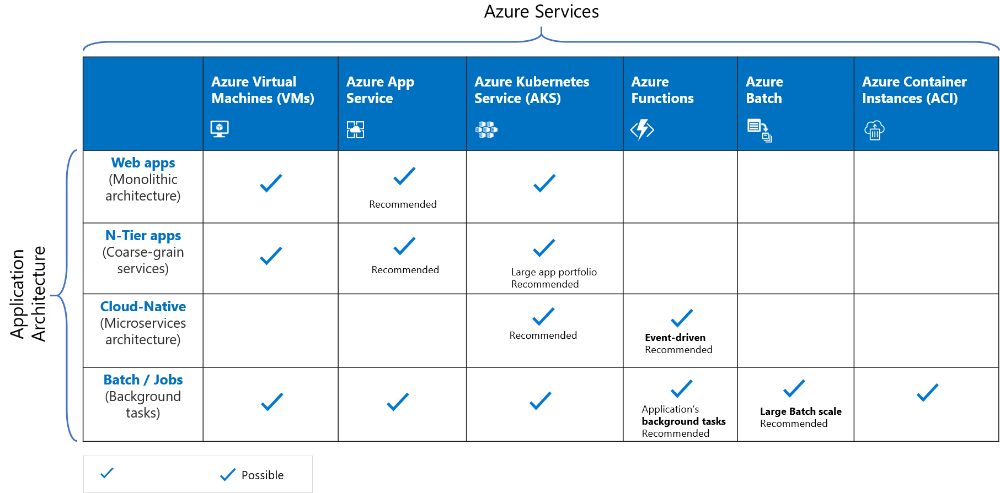 Azure Services
Azure Virtual
Machines (VMs)
Azure App
Service
Azure Kubernetes
Service (AKS)
Azure
Functions
Azure
Batch
Azure Container
Instances (ACI)
Application
Architecture
Web apps
(Monolithic
architecture)
Recommended
N-Tier apps
(Coarse-grain
services)
Recommended
Large app portfolio
Recommended
Cloud-Native
(Microservices
architecture)
Recommended
Event-driven
Recommended
Batch / Jobs
(Background
tasks)
Application’s
background tasks
Recommended
Large Batch scale
Recommended
Possible